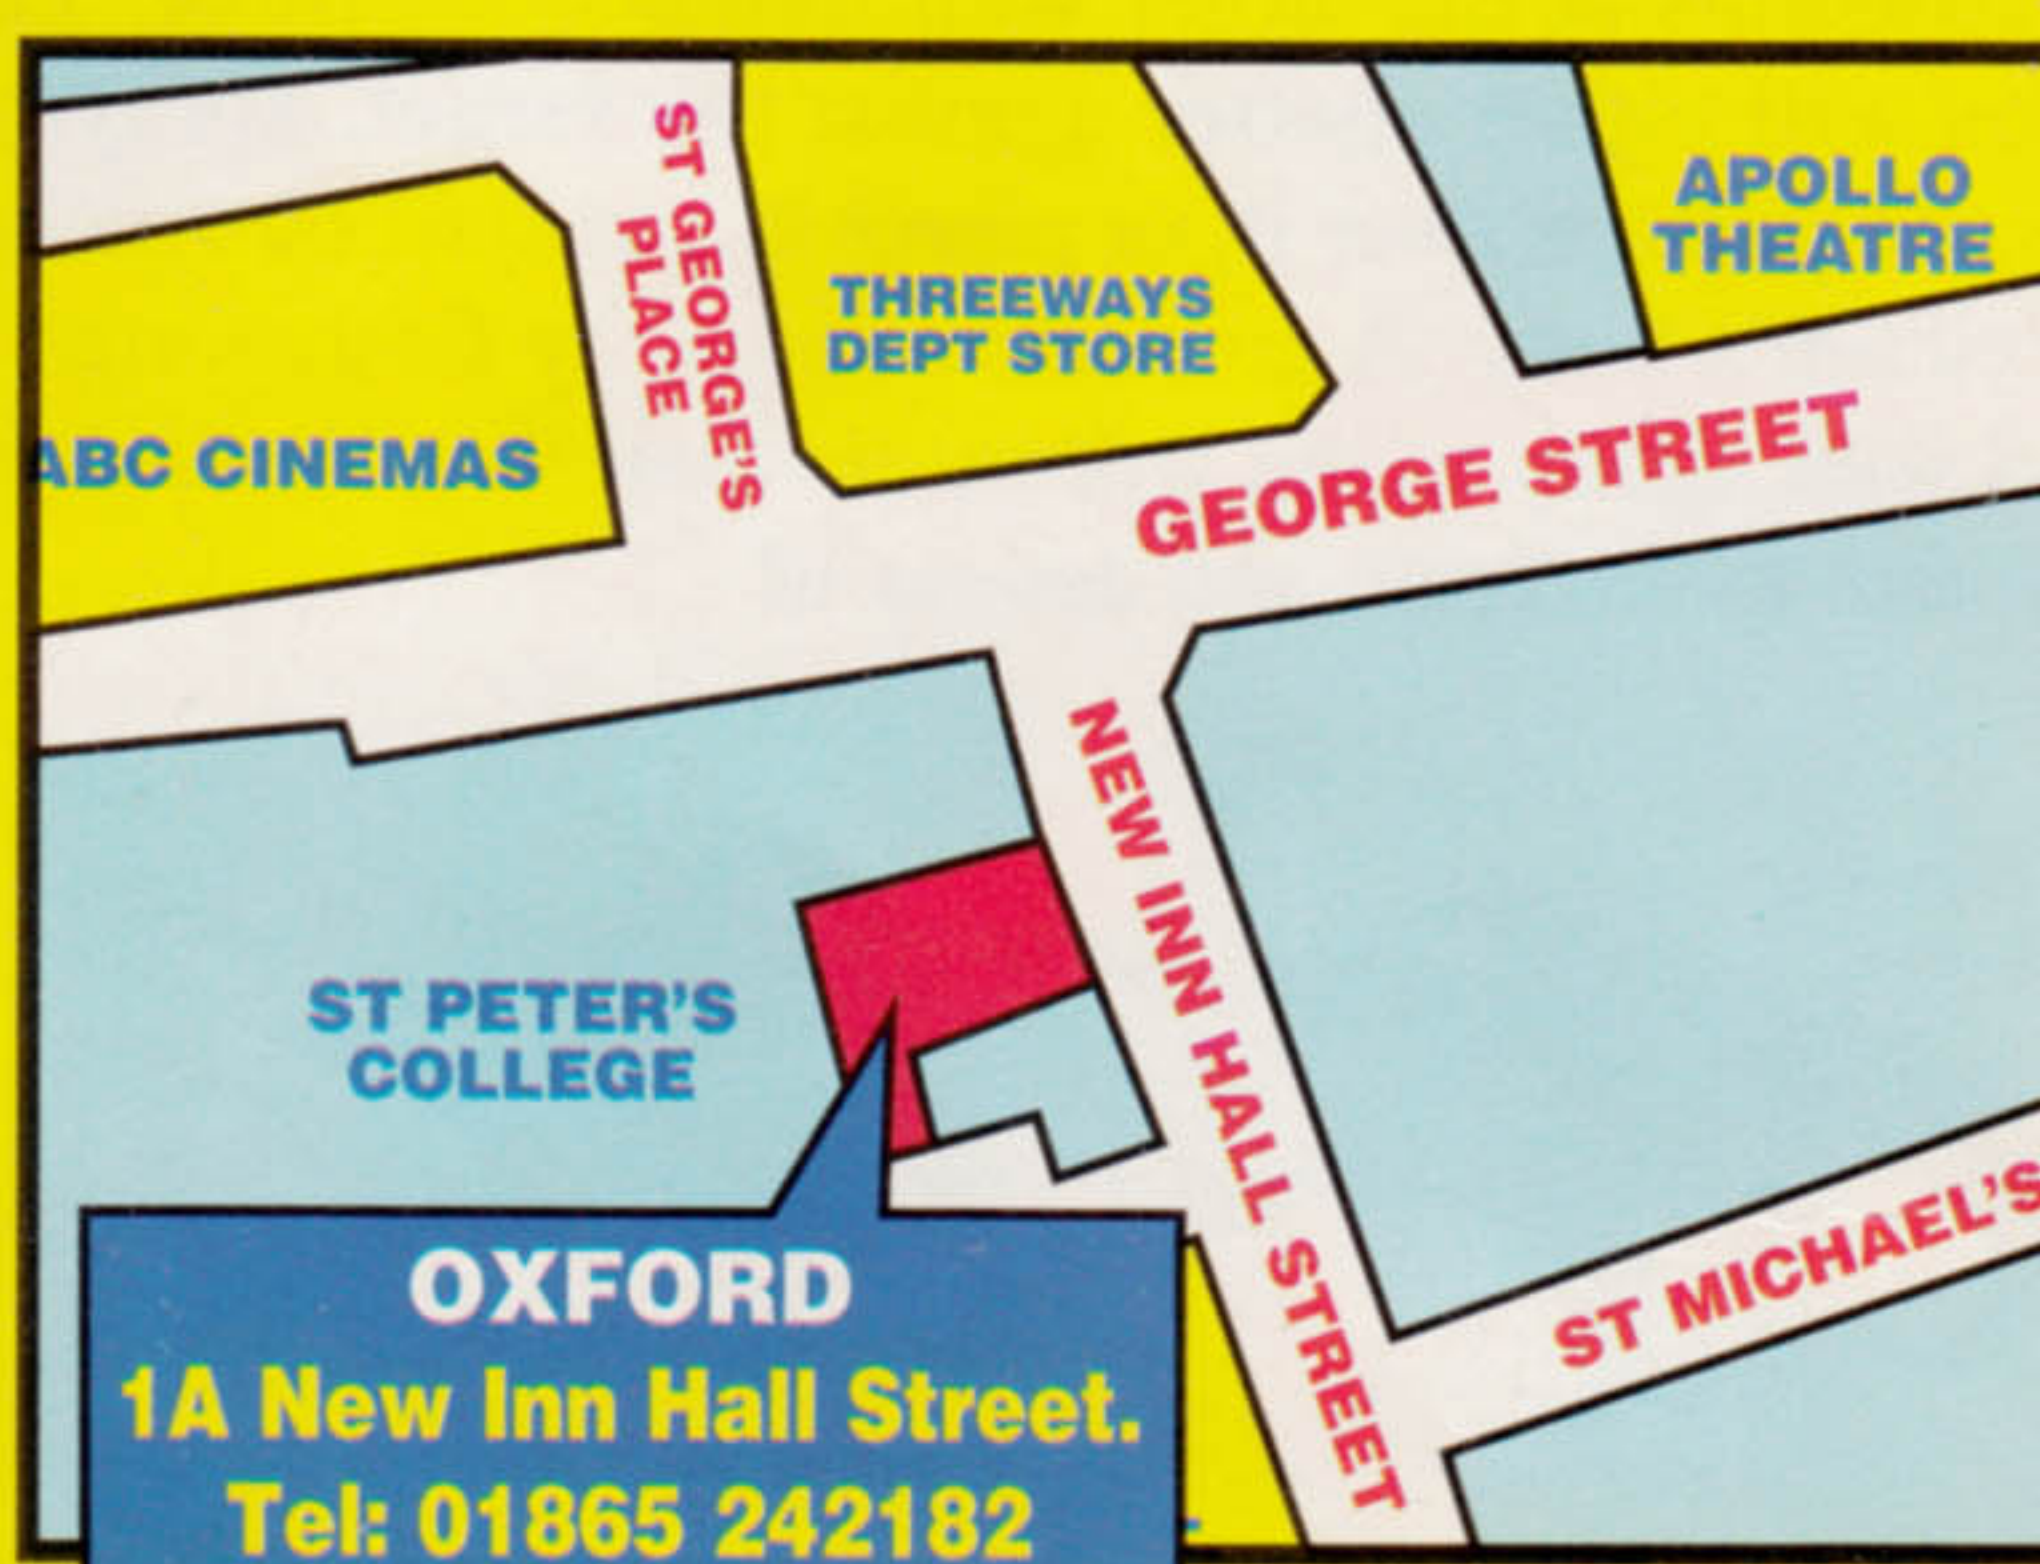 ST GEORGE'S
PLACE
THREEWAYS
DEPT STORE
APOLLO
THEATRE
ABC CINEMAS
GEORGE STREET
NEW INN HALL STREET
ST PETER'S
COLLEGE
ST MICHAEL'S
OXFORD
1A New Inn Hall Street.
Tel: 01865 242182